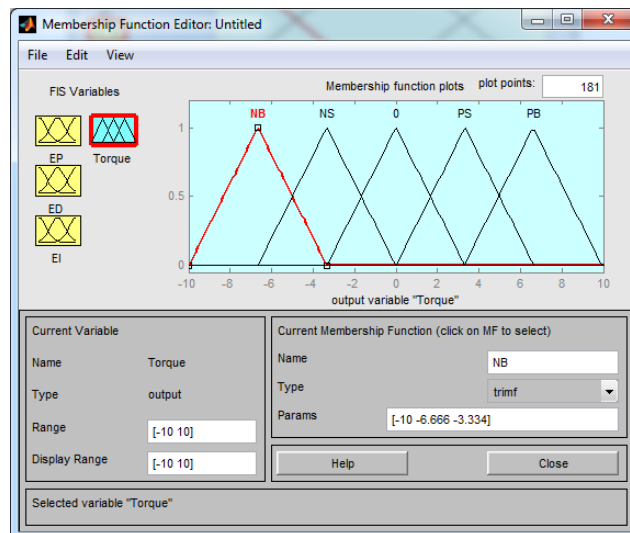 Membership Function Editor: Untitled
File Edit View
FIS Variables
EP
Torque
ED
EI
Membership function plots plot points: 181
NB NS 0 PS PB
1
0.5
0
-10 -8 -6 -4 -2 0 2 4 6 8 10
output variable "Torque"
Current Variable
Name Torque
Type output
Range [-10 10]
Display Range [-10 10]
Current Membership Function (click on MF to select)
Name NB
Type trimf
Params [-10 -6.666 -3.334]
Help Close
Selected variable "Torque"